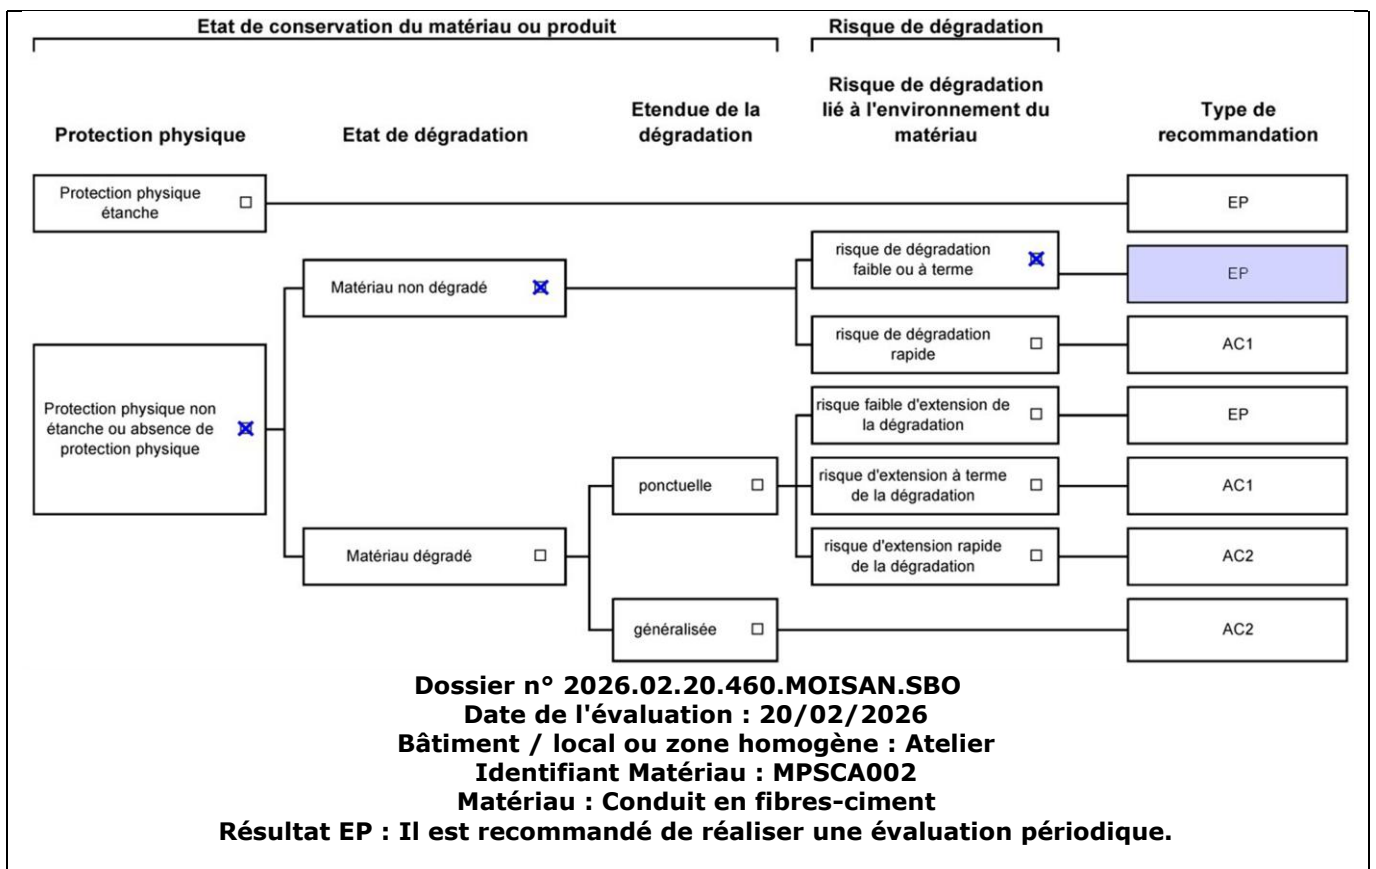 Etat de conservation du matériau ou produit
Risque de dégradation
Protection physique
Etat de dégradation
Etendue de la
dégradation
Risque de dégradation
lié à l'environnement du
matériau
Type de
recommandation
Protection physique
étanche
EP
risque de dégradation
faible ou à terme
EP
Matériau non dégradé
risque de dégradation
rapide
AC1
Protection physique non
étanche ou absence de
protection physique
risque faible d'extension de
la dégradation
EP
ponctuelle
risque d'extension à terme
de la dégradation
AC1
Matériau dégradé
risque d'extension rapide
de la dégradation
AC2
généralisée
AC2
Dossier n° 2026.02.20.460.MOISAN.SBO
Date de l'évaluation : 20/02/2026
Bâtiment / local ou zone homogène : Atelier
Identifiant Matériau : MPSCA002
Matériau : Conduit en fibres-ciment
Résultat EP : Il est recommandé de réaliser une évaluation périodique.